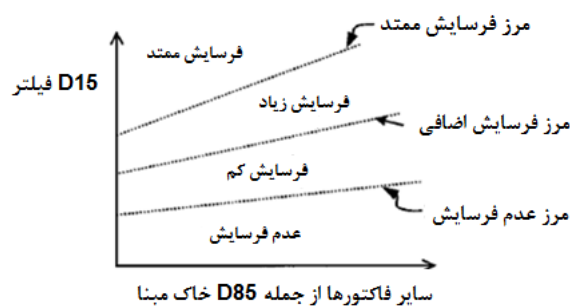 مرز فرسایش ممتد
فرسایش ممتد
D15 فیلتر
فرسایش زیاد
مرز فرسایش اضافی
فرسایش کم
مرز عدم فرسایش
عدم فرسایش
سایر فاکتورها از جمله D85 خاک مبنا